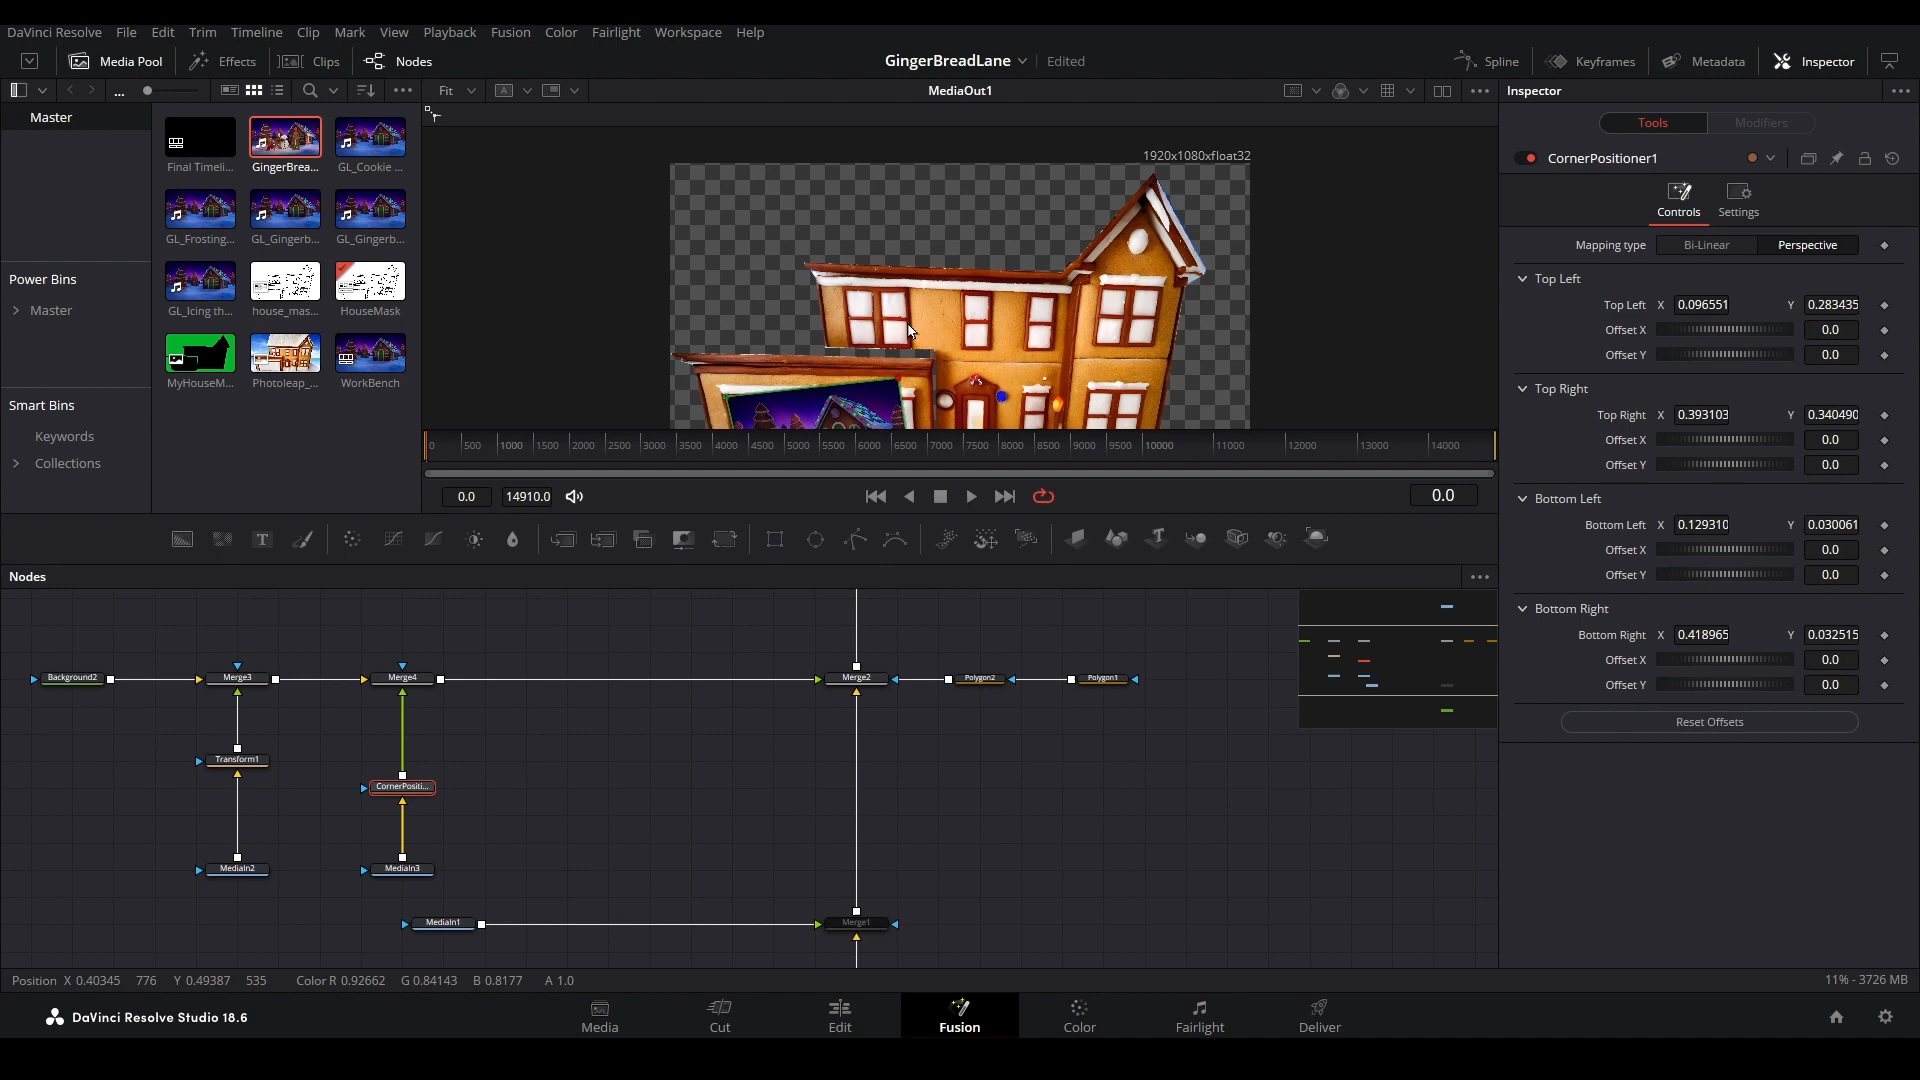 DaVinci Resolve File Edit Trim Timeline Clip Mark View Playback Fusion Color Fairlight Workspace Help
Media Pool Effects Clips Nodes GingerBreadLane Edited Spline Keyframes Metadata Inspector
... Fit A MediaOut1 Inspector
Master
Tools Modifiers
1920x1080xfloat32
CornerPositioner1
Final Timeli... GingerBrea... GL_Cookie ...
Controls Settings
GL_Frosting... GL_Gingerb... GL_Gingerb...
Mapping type Bi-Linear Perspective
Power Bins
Master
Top Left
Top Left X 0.096551 Y 0.283435
Offset X 0.0
Offset Y 0.0
GL_Icing th... house_mas... HouseMask
MyHouseM... Photoleap_... WorkBench
Top Right
Top Right X 0.393103 Y 0.340490
Offset X 0.0
Offset Y 0.0
Smart Bins
Keywords
Collections
0 500 1000 1500 2000 2500 3000 3500 4000 4500 5000 5500 6000 6500 7000 7500 8000 8500 9000 9500 10000 11000 12000 13000 14000
0.0 14910.0 0.0
Bottom Left
Bottom Left X 0.129310 Y 0.030061
Offset X 0.0
Offset Y 0.0
T T
Nodes
Bottom Right
Bottom Right X 0.418965 Y 0.032515
Offset X 0.0
Offset Y 0.0
Reset Offsets
Background2 Merge3 Merge4 Merge2 Polygon2 Polygon1
Transform1
CornerPositi...
MediaIn2 MediaIn3
MediaIn1 Merge1
Position X 0.40345 776 Y 0.49387 535 Color R 0.92662 G 0.84143 B 0.8177 A 1.0 11% - 3726 MB
DaVinci Resolve Studio 18.6
Media Cut Edit Fusion Color Fairlight Deliver